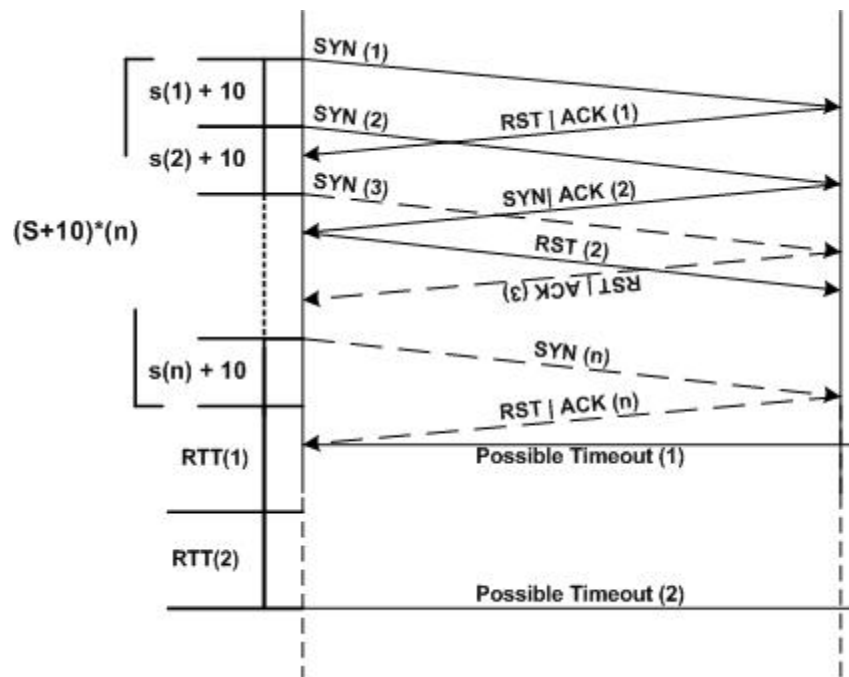 SYN (1)
s(1) + 10
RST | ACK (1)
SYN (2)
s(2) + 10
SYN (3)
SYN| ACK (2)
(S+10)*(n)
RST (2)
RST | ACK (3)
SYN (n)
s(n) + 10
RST | ACK (n)
RTT(1)
Possible Timeout (1)
RTT(2)
Possible Timeout (2)